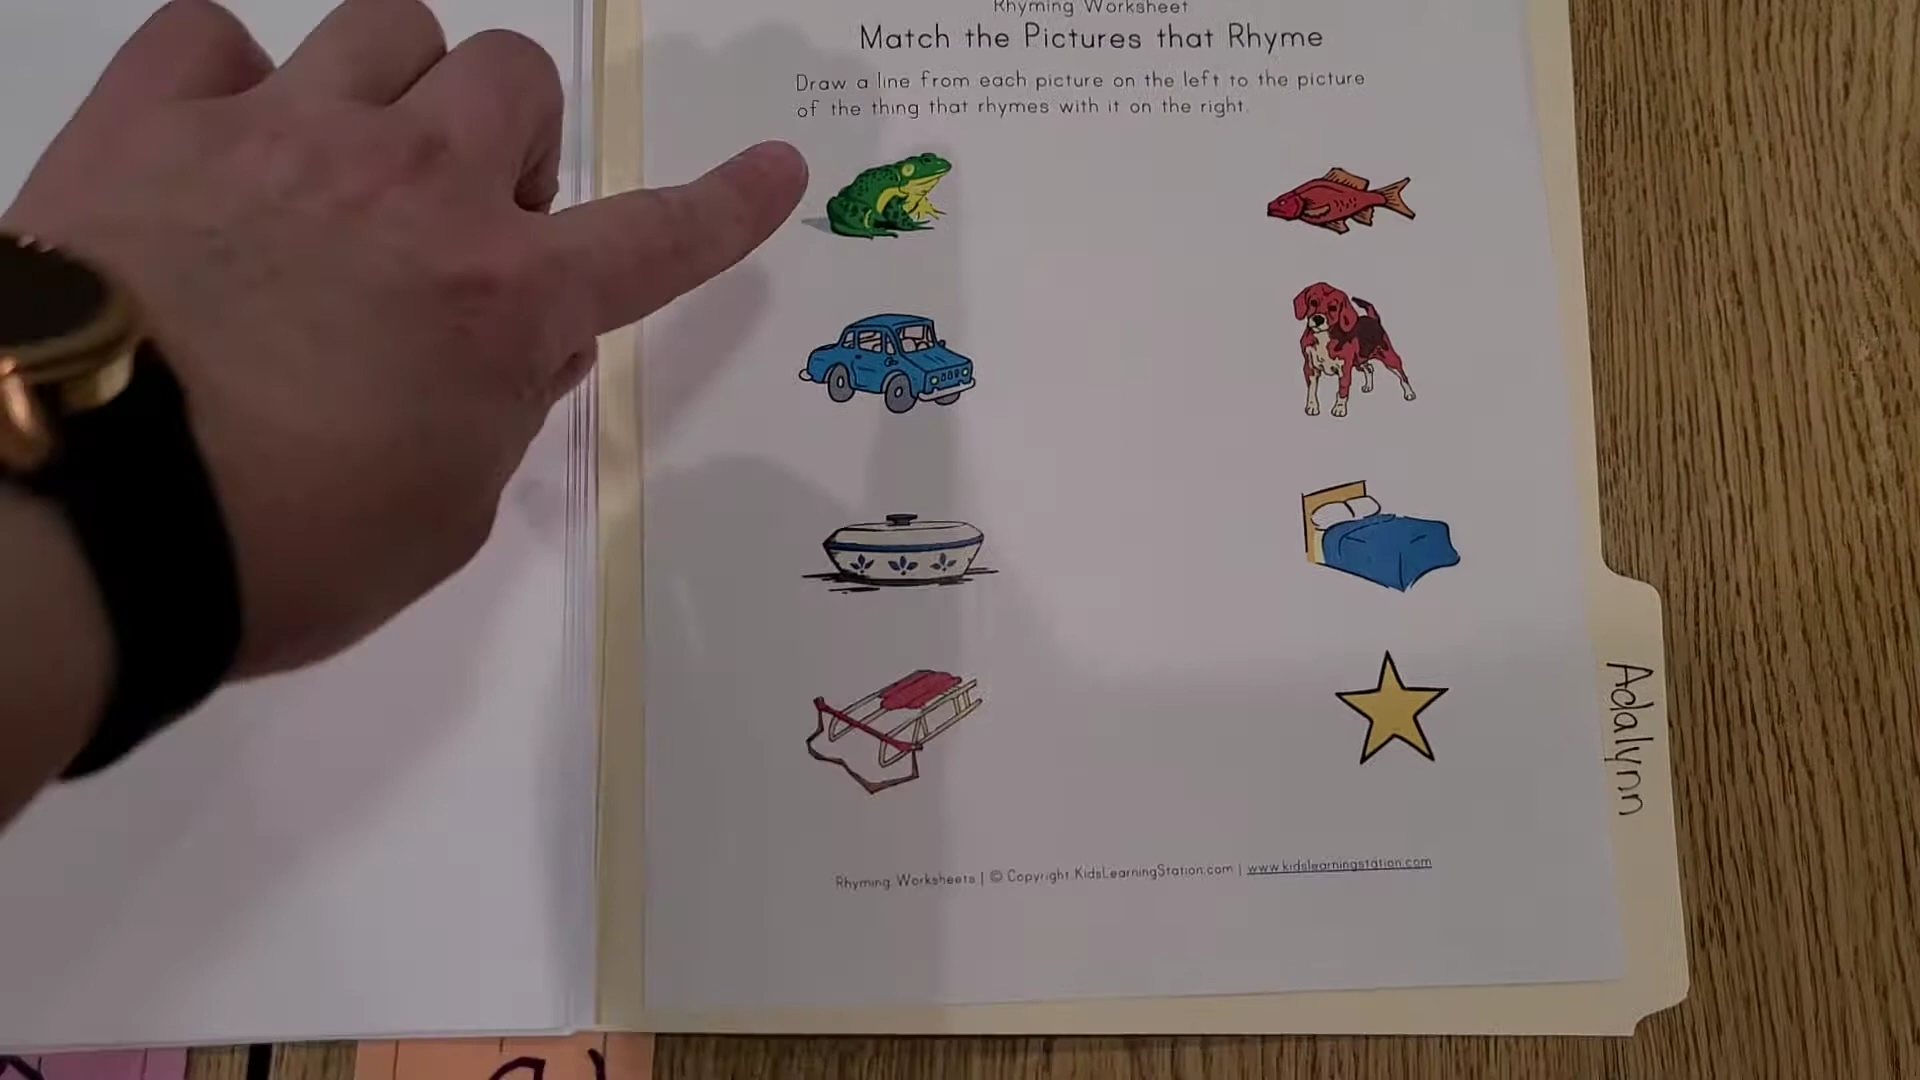 Rhyming Worksheet
Match the Pictures that Rhyme
Draw a line from each picture on the left to the picture
of the thing that rhymes with it on the right.
Rhyming Worksheets | © Copyright KidsLearningStation.com | www.kidslearningstation.com
Adalynn